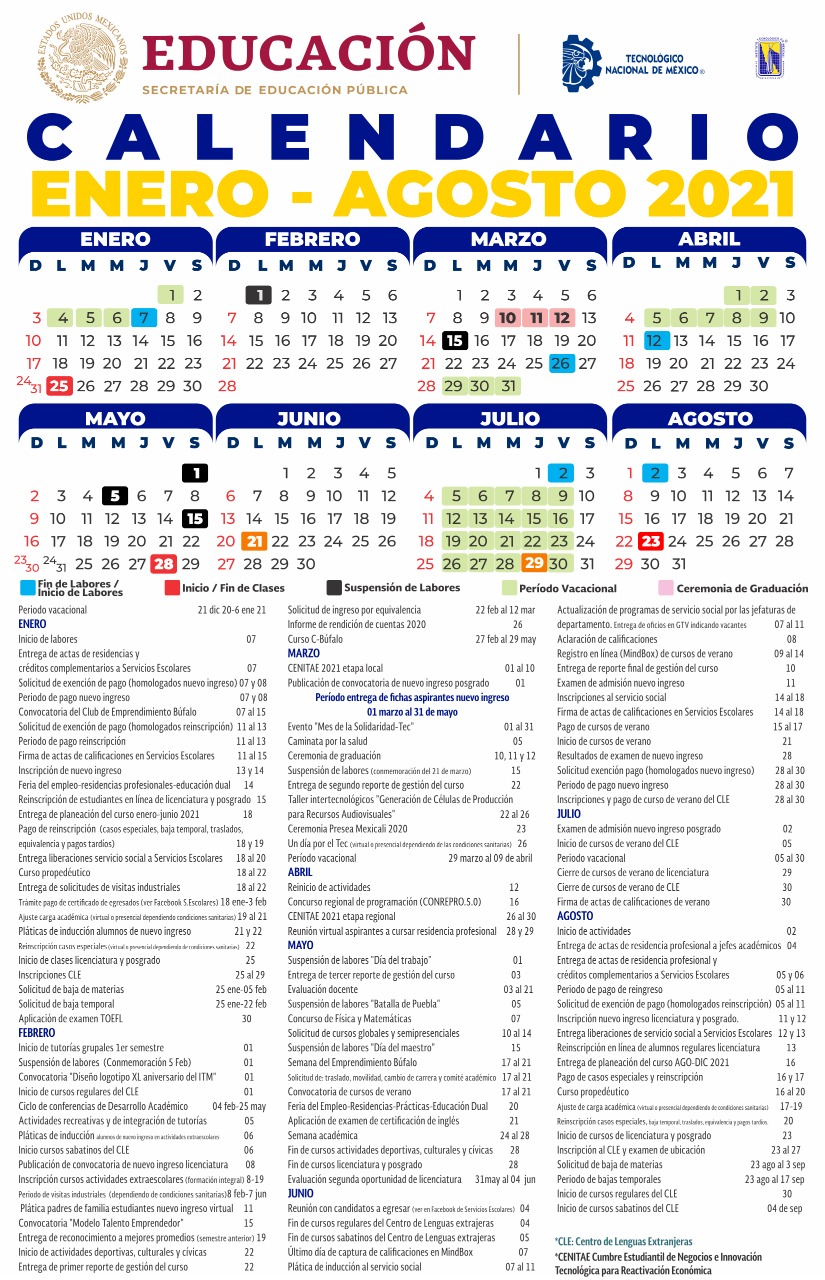 ESTADOS UNIDOS MEXICANOS
EDUCACIÓN
SECRETARÍA DE EDUCACIÓN PÚBLICA
TECNOLÓGICO
NACIONAL DE MÉXICO®
CALENDARIO
ENERO - AGOSTO 2021
ENERO
D L M M J V S
1 2
3 4 5 6 7 8 9
10 11 12 13 14 15 16
17 18 19 20 21 22 23
24/31 25 26 27 28 29 30
FEBRERO
D L M M J V S
1 2 3 4 5 6
7 8 9 10 11 12 13
14 15 16 17 18 19 20
21 22 23 24 25 26 27
28
MARZO
D L M M J V S
1 2 3 4 5 6
7 8 9 10 11 12 13
14 15 16 17 18 19 20
21 22 23 24 25 26 27
28 29 30 31
ABRIL
D L M M J V S
1 2 3
4 5 6 7 8 9 10
11 12 13 14 15 16 17
18 19 20 21 22 23 24
25 26 27 28 29 30
MAYO
D L M M J V S
1
2 3 4 5 6 7 8
9 10 11 12 13 14 15
16 17 18 19 20 21 22
23/30 24/31 25 26 27 28 29
JUNIO
D L M M J V S
1 2 3 4 5
6 7 8 9 10 11 12
13 14 15 16 17 18 19
20 21 22 23 24 25 26
27 28 29 30
JULIO
D L M M J V S
1 2 3
4 5 6 7 8 9 10
11 12 13 14 15 16 17
18 19 20 21 22 23 24
25 26 27 28 29 30 31
AGOSTO
D L M M J V S
1 2 3 4 5 6 7
8 9 10 11 12 13 14
15 16 17 18 19 20 21
22 23 24 25 26 27 28
29 30 31
Fin de Labores /
Inicio de Labores
Inicio / Fin de Clases
Suspensión de Labores
Período Vacacional
Ceremonia de Graduación
Periodo vacacional 21 dic 20-6 ene 21
ENERO
Inicio de labores 07
Entrega de actas de residencias y
créditos complementarios a Servicios Escolares 07
Solicitud de exención de pago (homologados nuevo ingreso) 07 y 08
Periodo de pago nuevo ingreso 07 y 08
Convocatoria del Club de Emprendimiento Búfalo 07 al 15
Solicitud de exención de pago (homologados reinscripción) 11 al 13
Periodo de pago reinscripción 11 al 13
Firma de actas de calificaciones en Servicios Escolares 11 al 15
Inscripción de nuevo ingreso 13 y 14
Feria del empleo-residencias profesionales-educación dual 14
Reinscripción de estudiantes en línea de licenciatura y posgrado 15
Entrega de planeación del curso enero-junio 2021 18
Pago de reinscripción (casos especiales, baja temporal, traslados,
equivalencia y pagos tardios) 18 y 19
Entrega liberaciones servicio social a Servicios Escolares 18 al 20
Curso propedéutico 18 al 22
Entrega de solicitudes de visitas industriales 18 al 22
Trámite pago de certificado de egresados (ver Facebook S.Escolares) 18 ene-3 feb
Ajuste carga académica (virtual o presencial dependiendo condiciones sanitarias) 19 al 21
Pláticas de inducción alumnos de nuevo ingreso 21 y 22
Reinscripción casos especiales (virtual o presencial dependiendo de condiciones sanitarias) 22
Inicio de clases licenciatura y posgrado 25
Inscripciones CLE 25 al 29
Solicitud de baja de materias 25 ene-05 feb
Solicitud de baja temporal 25 ene-22 feb
Aplicación de examen TOEFL 30
FEBRERO
Inicio de tutorías grupales 1er semestre 01
Suspensión de labores (Conmemoración 5 Feb) 01
Convocatoria "Diseño logotipo XL aniversario del ITM" 01
Inicio de cursos regulares del CLE 01
Ciclo de conferencias de Desarrollo Académico 04 feb-25 may
Actividades recreativas y de integración de tutorías 05
Pláticas de inducción alumnos de nuevo ingreso en actividades extraescolares 06
Inicio cursos sabatinos del CLE 06
Publicación de convocatoria de nuevo ingreso licenciatura 08
Inscripción cursos actividades extraescolares (formación integral) 8-19
Periodo de visitas industriales (dependiendo de condiciones sanitarias) 8 feb-7 jun
Plática padres de familia estudiantes nuevo ingreso virtual 11
Convocatoria "Modelo Talento Emprendedor" 15
Entrega de reconocimiento a mejores promedios (semestre anterior) 19
Inicio de actividades deportivas, culturales y cívicas 22
Entrega de primer reporte de gestión del curso 22
Solicitud de ingreso por equivalencia 22 feb al 12 mar
Informe de rendición de cuentas 2020 26
Curso C-Búfalo 27 feb al 29 may
MARZO
CENITAE 2021 etapa local 01 al 10
Publicación de convocatoria de nuevo ingreso posgrado 01
Período entrega de fichas aspirantes nuevo ingreso
01 marzo al 31 de mayo
Evento "Mes de la Solidaridad-Tec" 01 al 31
Caminata por la salud 05
Ceremonia de graduación 10, 11 y 12
Suspensión de labores (conmemoración del 21 de marzo) 15
Entrega de segundo reporte de gestión del curso 22
Taller intertecnológicos "Generación de Células de Producción
para Recursos Audiovisuales" 22 al 26
Ceremonia Presea Mexicali 2020 23
Un día por el Tec (virtual o presencial dependiendo de las condiciones sanitarias) 26
Período vacacional 29 marzo al 09 de abril
ABRIL
Reinicio de actividades 12
Concurso regional de programación (CONREPRO.5.0) 16
CENITAE 2021 etapa regional 26 al 30
Reunión virtual aspirantes a cursar residencia profesional 28 y 29
MAYO
Suspensión de labores "Día del trabajo" 01
Entrega de tercer reporte de gestión del curso 03
Evaluación docente 03 al 21
Suspensión de labores "Batalla de Puebla" 05
Concurso de Física y Matemáticas 07
Solicitud de cursos globales y semipresenciales 10 al 14
Suspensión de labores "Día del maestro" 15
Semana del Emprendimiento Búfalo 17 al 21
Solicitud de: traslado, movilidad, cambio de carrera y comité académico 17 al 21
Convocatoria de cursos de verano 17 al 21
Feria del Empleo-Residencias-Prácticas-Educación Dual 20
Aplicación de examen de certificación de inglés 21
Semana académica 24 al 28
Fin de cursos actividades deportivas, culturales y cívicas 28
Fin de cursos licenciatura y posgrado 28
Evaluación segunda oportunidad de licenciatura 31may al 04 jun
JUNIO
Reunión con candidatos a egresar (ver en Facebook de Servicios Escolares) 04
Fin de cursos regulares del Centro de Lenguas extrajeras 04
Fin de cursos sabatinos del Centro de Lenguas extrajeras 05
Último día de captura de calificaciones en MindBox 07
Plática de inducción al servicio social 07 al 11
Actualización de programas de servicio social por las jefaturas de
departamento. Entrega de oficios en GTV indicando vacantes 07 al 11
Aclaración de calificaciones 08
Registro en línea (MindBox) de cursos de verano 09 al 14
Entrega de reporte final de gestión del curso 10
Examen de admisión nuevo ingreso 11
Inscripciones al servicio social 14 al 18
Firma de actas de calificaciones en Servicios Escolares 14 al 18
Pago de cursos de verano 15 al 17
Inicio de cursos de verano 21
Resultados de examen de nuevo ingreso 28
Solicitud exención pago (homologados nuevo ingreso) 28 al 30
Periodo de pago nuevo ingreso 28 al 30
Inscripciones y pago de curso de verano del CLE 28 al 30
JULIO
Examen de admisión nuevo ingreso posgrado 02
Inicio de cursos de verano del CLE 05
Periodo vacacional 05 al 30
Cierre de cursos de verano de licenciatura 29
Cierre de cursos de verano de CLE 30
Firma de actas de calificaciones de verano 30
AGOSTO
Inicio de actividades 02
Entrega de actas de residencia profesional a jefes académicos 04
Entrega de actas de residencia profesional y
créditos complementarios a Servicios Escolares 05 y 06
Periodo de pago de reingreso 05 al 11
Solicitud de exención de pago (homologados reinscripción) 05 al 11
Inscripción nuevo ingreso licenciatura y posgrado. 11 y 12
Entrega liberaciones de servicio social a Servicios Escolares 12 y 13
Reinscripción en línea de alumnos regulares licenciatura 13
Entrega de planeación del curso AGO-DIC 2021 16
Pago de casos especiales y reinscripción 16 y 17
Curso propedéutico 16 al 20
Ajuste de carga académica (virtual o presencial dependiendo de condiciones sanitarias) 17-19
Reinscripción casos especiales, baja temporal, traslados, equivalencia y pagos tardios 20
Inicio de cursos de licenciatura y posgrado 23
Inscripción al CLE y examen de ubicación 23 al 27
Solicitud de baja de materias 23 ago al 3 sep
Periodo de bajas temporales 23 ago al 17 sep
Inicio de cursos regulares del CLE 30
Inicio de cursos sabatinos del CLE 04 de sep
*CLE: Centro de Lenguas Extranjeras
*CENITAE Cumbre Estudiantil de Negocios e Innovación
Tecnológica para Reactivación Económica